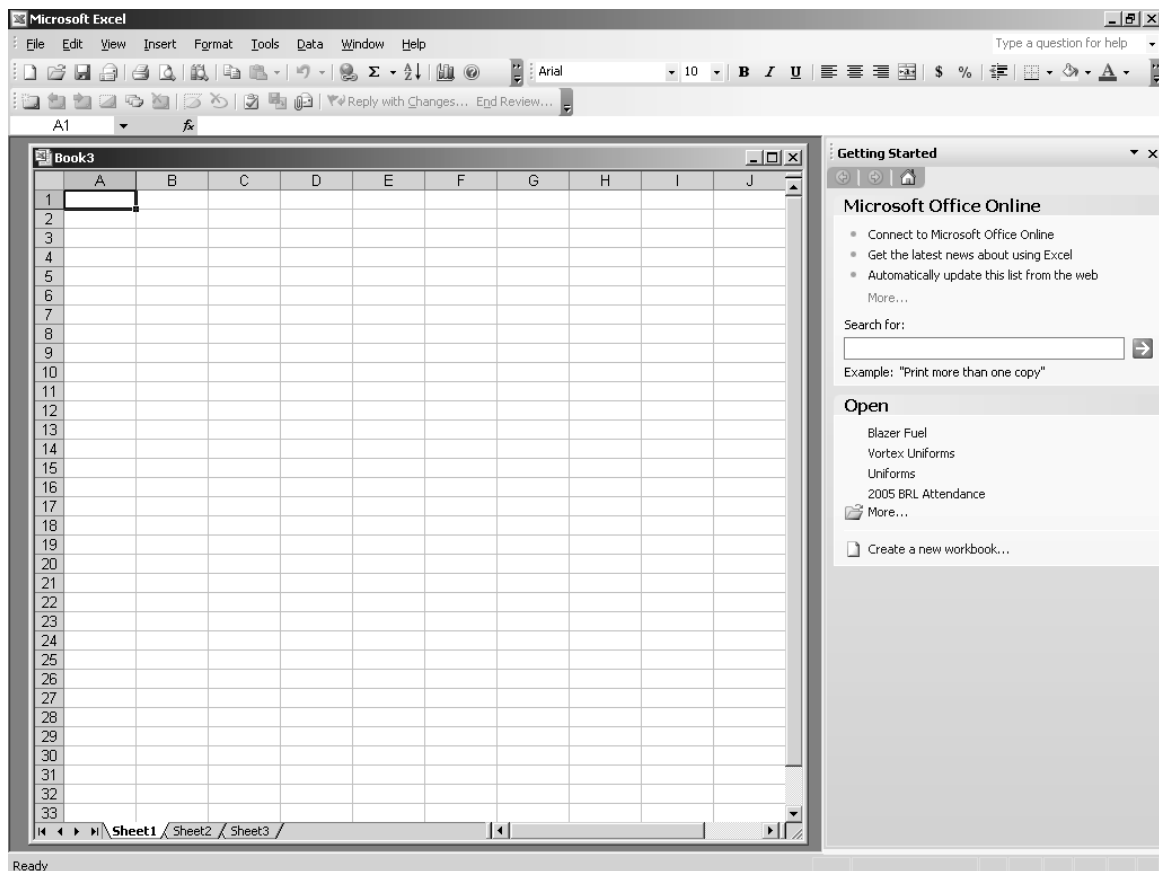 Microsoft Excel
File Edit View Insert Format Tools Data Window Help Type a question for help
Arial 10 B I U $ %
Reply with Changes... End Review...
A1 fx
Book3
A B C D E F G H I J
1
2
3
4
5
6
7
8
9
10
11
12
13
14
15
16
17
18
19
20
21
22
23
24
25
26
27
28
29
30
31
32
33
Sheet1 Sheet2 Sheet3
Getting Started
Microsoft Office Online
Connect to Microsoft Office Online
Get the latest news about using Excel
Automatically update this list from the web
More...
Search for:
Example: "Print more than one copy"
Open
Blazer Fuel
Vortex Uniforms
Uniforms
2005 BRL Attendance
More...
Create a new workbook...
Ready